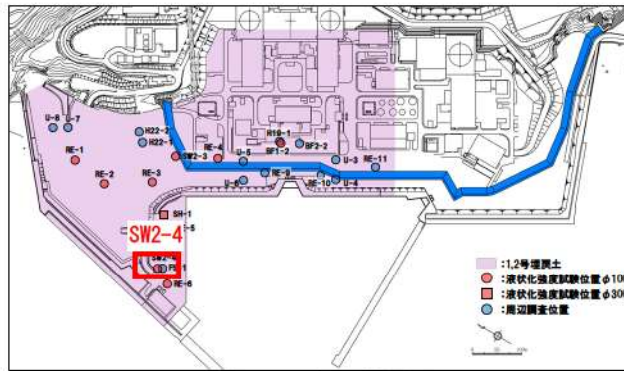 U-8
U-7
H22-2
H22-1
RE-1
SW2-3
RE-4
H19-1
BF1-2
BF2-2
U-5
U-3
RE-11
RE-2
RE-3
U-6
RE-9
RE-10
U-4
SH-1
SW2-4
RE-6
:1,2号埋戻土
:液状化強度試験位置φ100
:液状化強度試験位置φ300
:周辺調査位置